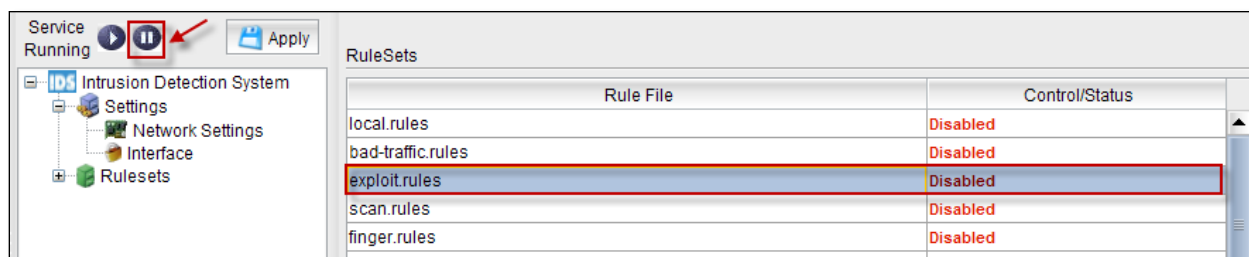 Service
Running
Apply
IDS Intrusion Detection System
Settings
Network Settings
Interface
Rulesets
RuleSets
Rule File Control/Status
local.rules Disabled
bad-traffic.rules Disabled
exploit.rules Disabled
scan.rules Disabled
finger.rules Disabled